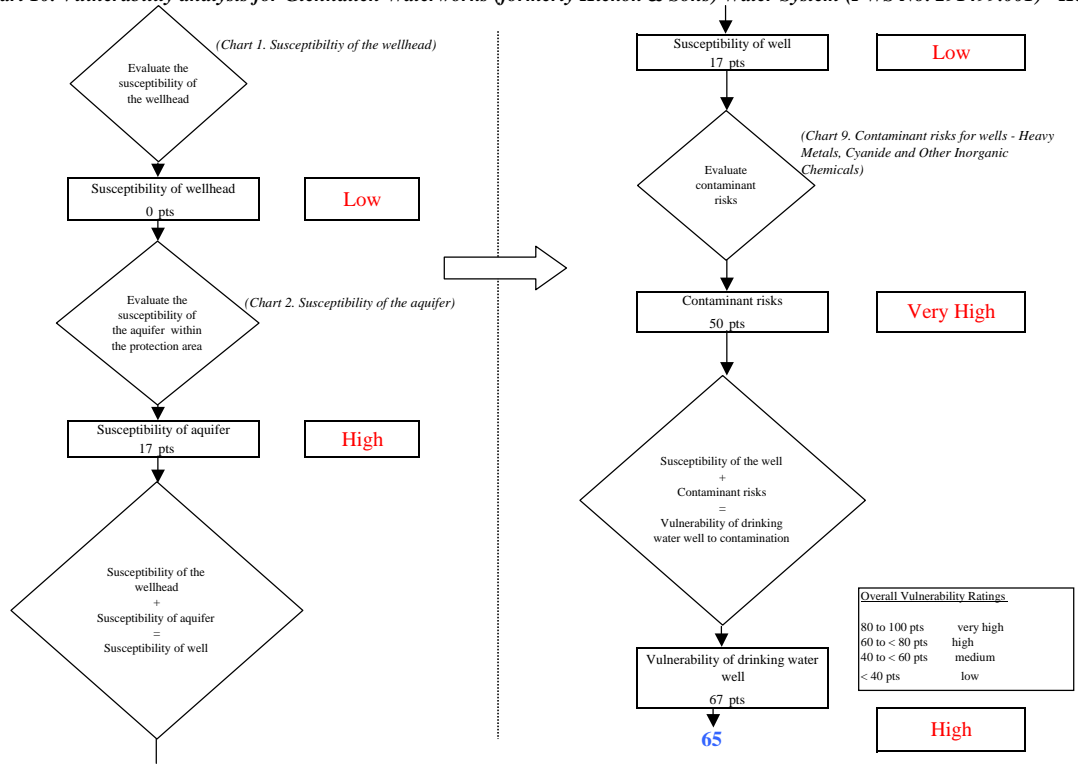 (Chart 1. Susceptibiltiy of the wellhead)
Evaluate the
susceptibility of
the wellhead
Susceptibility of wellhead
0 pts
Low
Evaluate the
susceptibility of
the aquifer within
the protection area
(Chart 2. Susceptibility of the aquifer)
Susceptibility of aquifer
17 pts
High
Susceptibility of the
wellhead
+
Susceptibility of aquifer
=
Susceptibility of well
Susceptibility of well
17 pts
Low
(Chart 9. Contaminant risks for wells - Heavy
Metals, Cyanide and Other Inorganic
Chemicals)
Evaluate
contaminant
risks
Contaminant risks
50 pts
Very High
Susceptibility of the well
+
Contaminant risks
=
Vulnerability of drinking
water well to contamination
Overall Vulnerability Ratings
80 to 100 pts very high
60 to < 80 pts high
40 to < 60 pts medium
< 40 pts low
Vulnerability of drinking water
well
67 pts
65
High